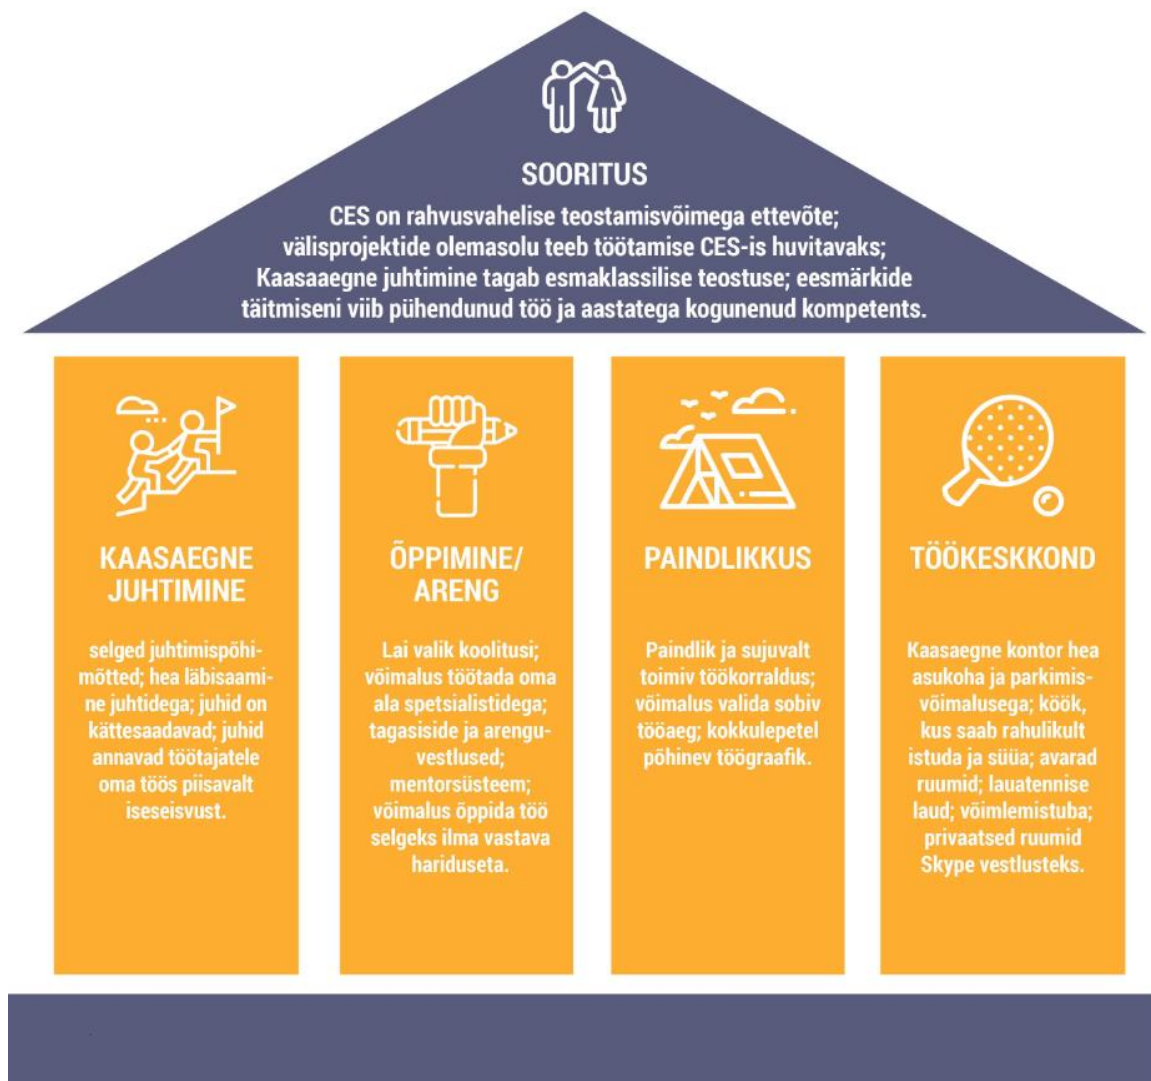 SOORITUS
CES on rahvusvahelise teostamisvõimega ettevõte;
välisprojektide olemasolu teeb töötamise CES-is huvitavaks;
Kaasaaegne juhtimine tagab esmaklassilise teostuse; eesmärkide
täitmiseni viib pühendunud töö ja aastatega kogunenud kompetents.
KAASAEGNE
JUHTIMINE
selged juhtimispõhi-
mõtted; hea läbisaami-
ne juhtidega; juhid on
kättesaadavad; juhid
annavad töötajatele
oma töös piisavalt
iseseisvust.
ÕPPIMINE/
ARENG
Lai valik koolitusi;
võimalus töötada oma
ala spetsialistidega;
tagasiside ja arengu-
vestlused;
mentorsüsteem;
võimalus õppida töö
selgeks ilma vastava
hariduseta.
PAINDLIKKUS
Paindlik ja sujuvalt
toimiv töökorraldus;
võimalus valida sobiv
tööaeg; kokkulepetel
põhinev töögraafik.
TÖÖKESKKOND
Kaasaegne kontor hea
asukoha ja parkimis-
võimalusega; köök,
kus saab rahulikult
istuda ja süüa; avarad
ruumid; lauatennise
laud; võimlemistuba;
privaatsed ruumid
Skype vestlusteks.